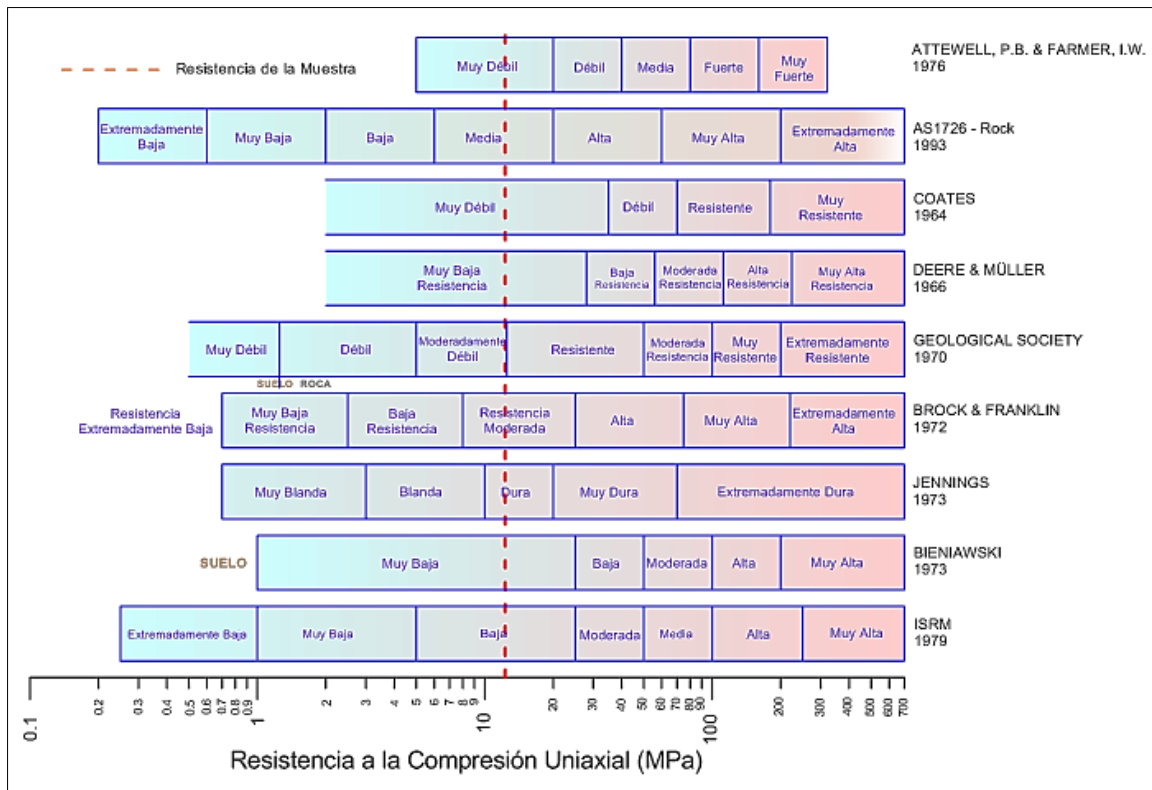 Resistencia de la Muestra
Muy Débil
Débil
Media
Fuerte
Muy
Fuerte
ATTEWELL, P.B. & FARMER, I.W.
1976
Extremadamente
Baja
Muy Baja
Baja
Media
Alta
Muy Alta
Extremadamente
Alta
AS1726 - Rock
1993
Muy Débil
Débil
Resistente
Muy
Resistente
COATES
1964
Muy Baja
Resistencia
Baja
Resistencia
Moderada
Resistencia
Alta
Resistencia
Muy Alta
Resistencia
DEERE & MÜLLER
1966
Muy Débil
Débil
Moderadamente
Débil
Resistente
Moderada
Resistencia
Muy
Resistente
Extremadamente
Resistente
GEOLOGICAL SOCIETY
1970
SUELO ROCA
Resistencia
Extremadamente Baja
Muy Baja
Resistencia
Baja
Resistencia
Resistencia
Moderada
Alta
Muy Alta
Extremadamente
Alta
BROCK & FRANKLIN
1972
Muy Blanda
Blanda
Dura
Muy Dura
Extremadamente Dura
JENNINGS
1973
SUELO
Muy Baja
Baja
Moderada
Alta
Muy Alta
BIENIAWSKI
1973
Extremadamente Baja
Muy Baja
Baja
Moderada
Media
Alta
Muy Alta
ISRM
1979
0.1 0.2 0.3 0.4 0.5 0.6 0.7 0.8 0.9 1 2 3 4 5 6 7 8 9 10 20 30 40 50 60 70 80 90 100 200 300 400 500 600 700
Resistencia a la Compresión Uniaxial (MPa)